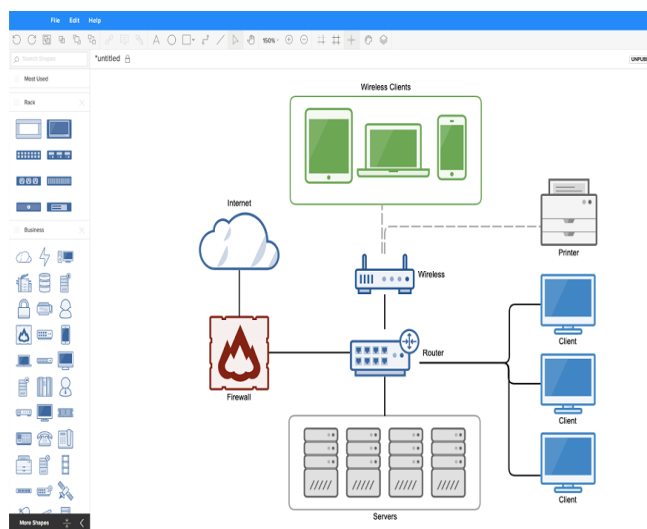 File Edit Help
150%
Search Shapes
*untitled
UNPUB
Most Used
Rack
Business
More Shapes
Wireless Clients
Internet
Printer
Wireless
Client
Router
Firewall
Client
Client
Servers